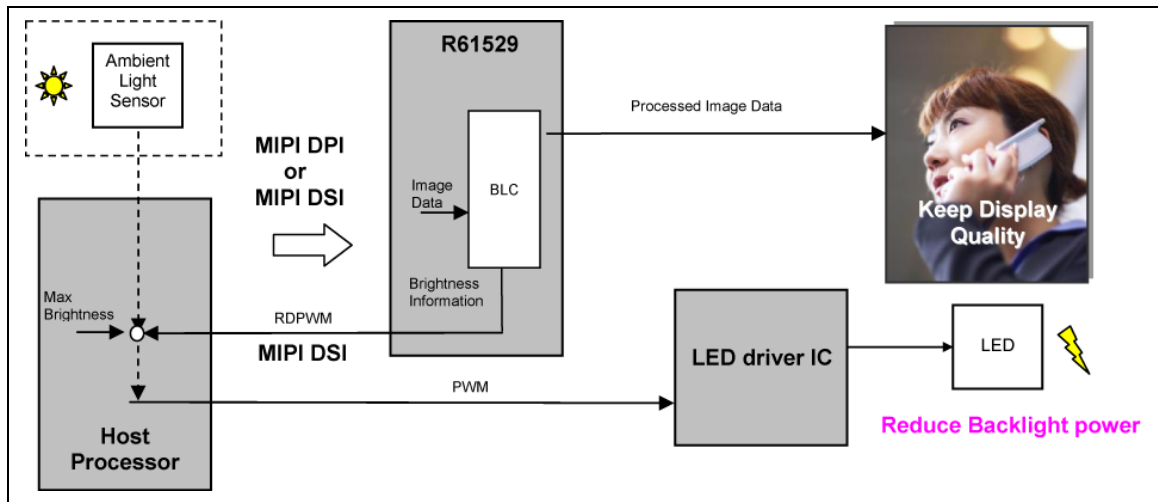 Ambient
Light
Sensor
R61529
MIPI DPI
or
MIPI DSI
Image
Data
BLC
Processed Image Data
Keep Display
Quality
Brightness
Information
Max
Brightness
RDPWM
MIPI DSI
PWM
LED driver IC
LED
Reduce Backlight power
Host
Processor